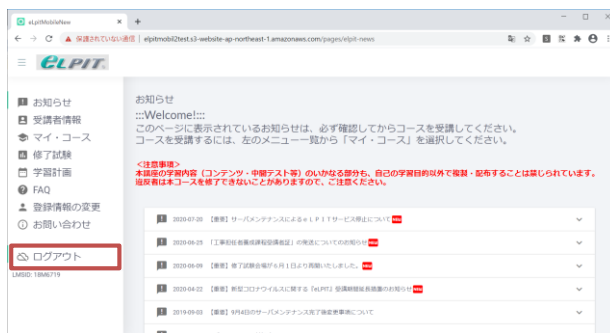 eLpitMobileNew
保護されていない通信 | elpitmobil2test.s3-website-ap-northeast-1.amazonaws.com/pages/elpit-news
eLPIT.
お知らせ
受講者情報
マイ・コース
修了試験
学習計画
FAQ
登録情報の変更
お問い合わせ
ログアウト
LMSID: 18M6719
お知らせ
:::Welcome!:::
このページに表示されているお知らせは、必ず確認してからコースを受講してください。
コースを受講するには、左のメニュー一覧から「マイ・コース」を選択してください。
<注意事項>
本講座の学習内容（コンテンツ・中間テスト等）のいかなる部分も、自己の学習目的以外で複製・配布することは禁じられています。
違反者は本コースを修了できないことがありますので、ご注意ください。
2020-07-20 【重要】サーバメンテナンスによるｅＬＰＩＴサービス停止について
2020-06-25 「工事担任者養成課程受講者証」の発送についてのお知らせ
2020-06-09 【重要】修了試験会場が６月１日より再開いたしました。
2020-04-22 【重要】新型コロナウイルスに関する『eLPIT』受講期間延長措置のお知らせ
2019-09-03 【重要】9月4日のサーバメンテナンス完了後変更事項について